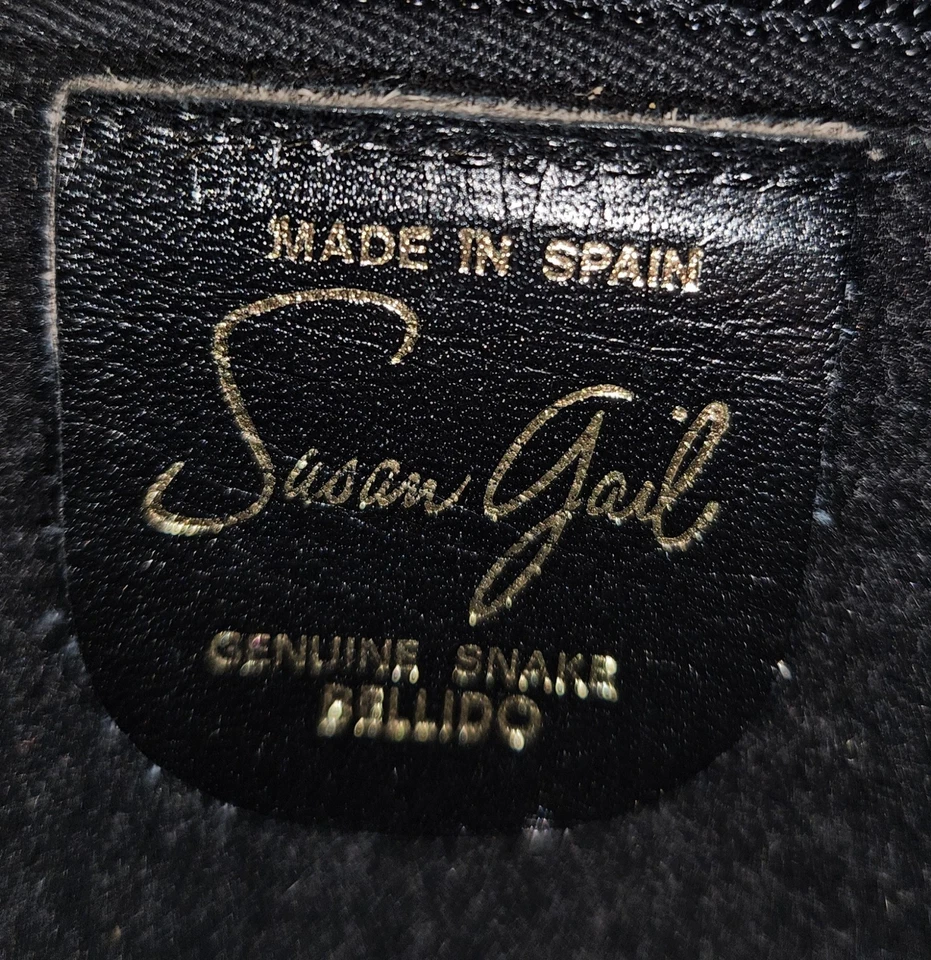 MADE IN SPAIN
Susan Gail
GENUINE SNAKE
BELLIDO